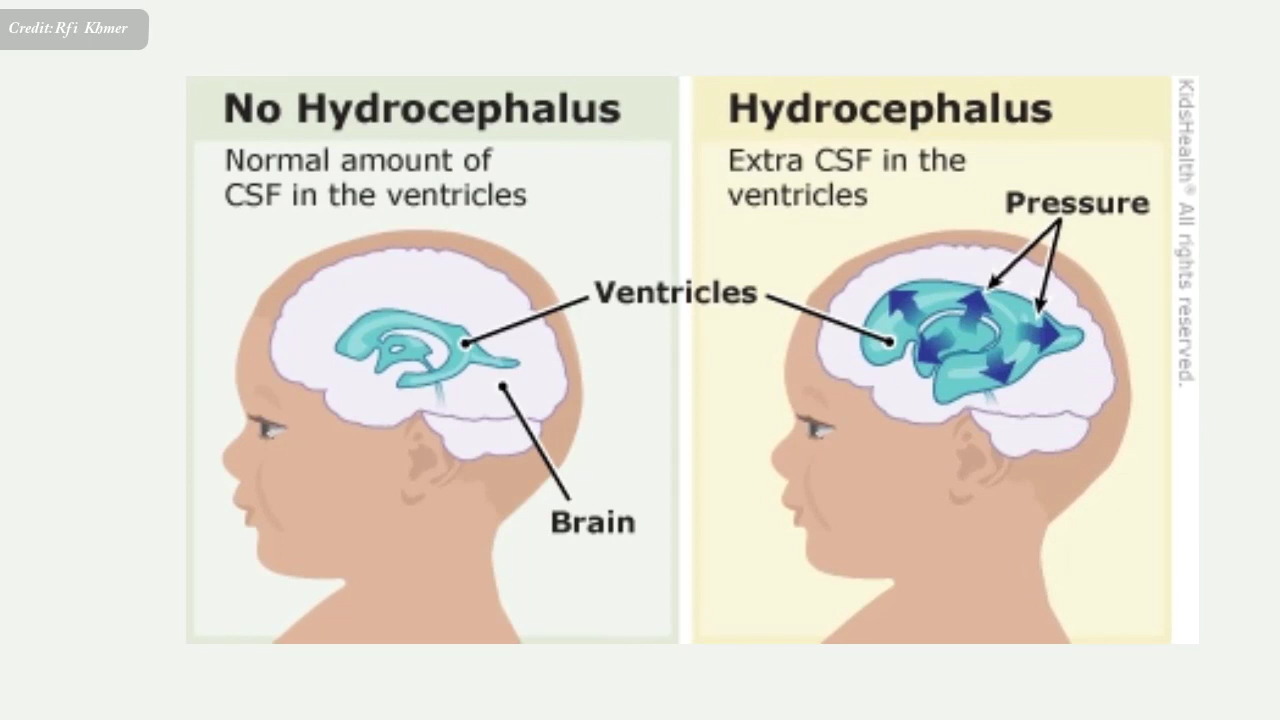 Credit:Rfi Khmer
No Hydrocephalus
Normal amount of
CSF in the ventricles
Hydrocephalus
Extra CSF in the
ventricles
Pressure
Ventricles
Brain
KidsHealth® All rights reserved.